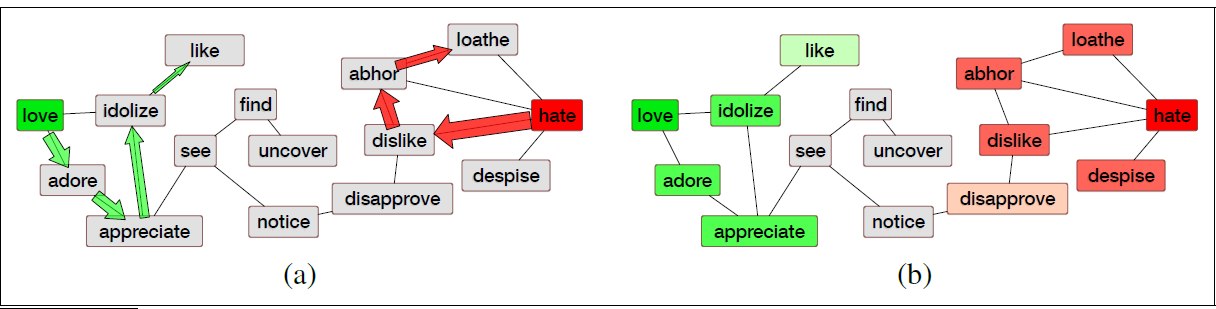 like
loathe
abhor
love
idolize
find
hate
dislike
see
uncover
adore
despise
disapprove
notice
appreciate
(a)
like
loathe
abhor
love
idolize
find
hate
dislike
see
uncover
adore
despise
disapprove
notice
appreciate
(b)